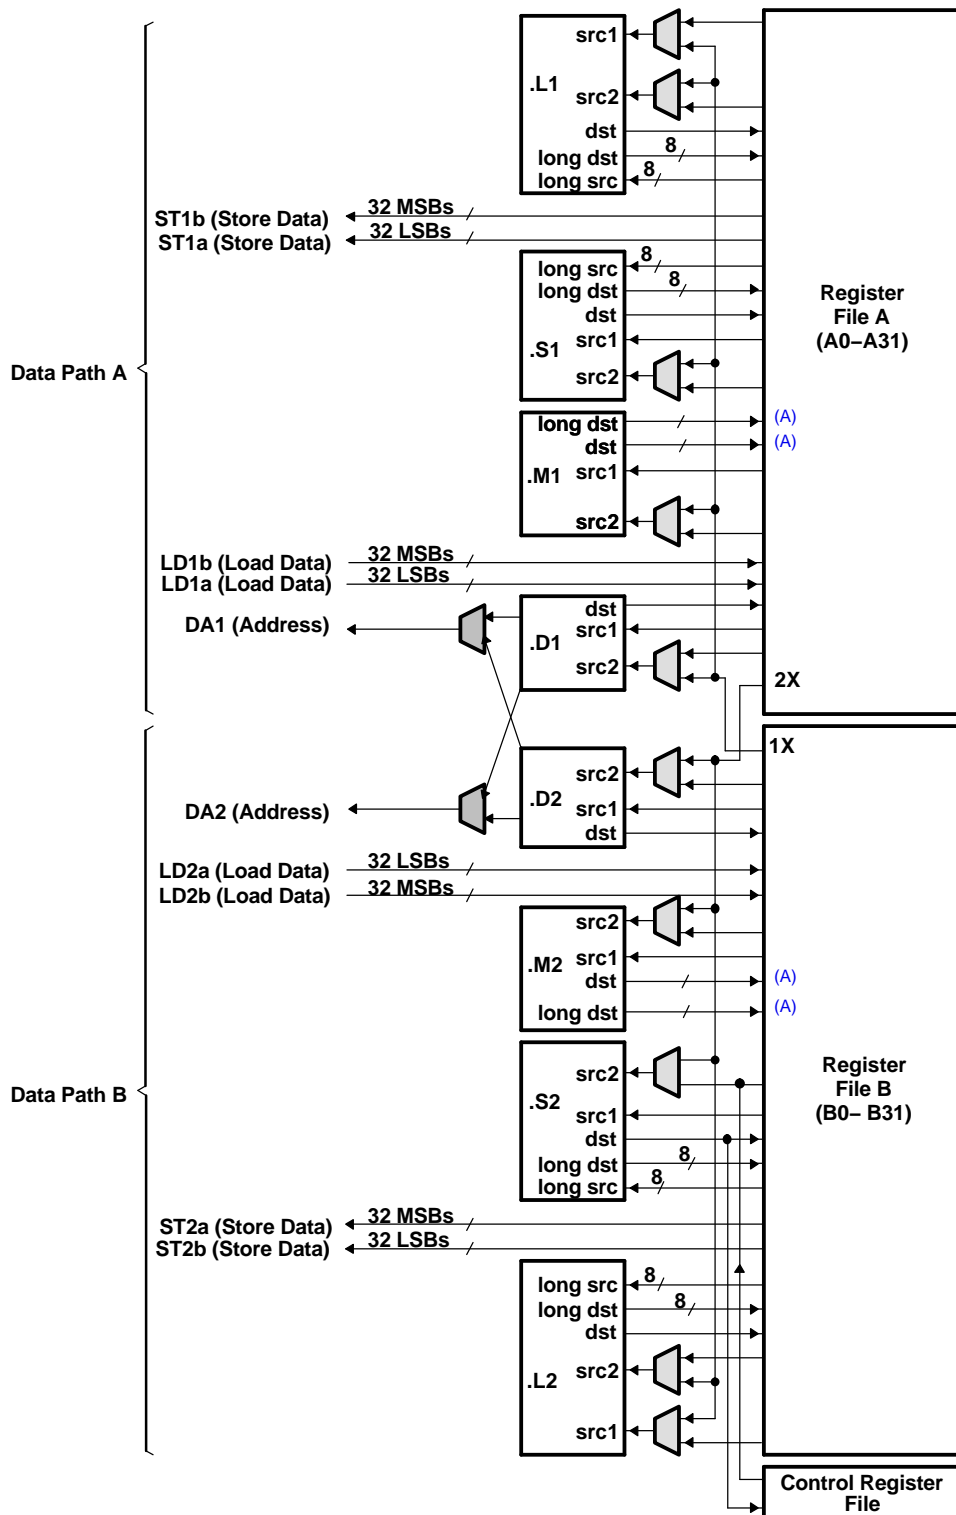 src1
.L1
src2
dst
8
long dst
8
long src
32 MSBs
ST1b (Store Data)
32 LSBs
ST1a (Store Data)
8
long src
8
long dst
dst
src1
.S1
src2
Register
File A
(A0–A31)
Data Path A
long dst
(A)
dst
(A)
.M1
src1
src2
32 MSBs
LD1b (Load Data)
32 LSBs
LD1a (Load Data)
DA1 (Address)
dst
src1
.D1
src2
2X
1X
src2
.D2
src1
dst
DA2 (Address)
32 LSBs
LD2a (Load Data)
32 MSBs
LD2b (Load Data)
src2
.M2
src1
dst
(A)
long dst
(A)
Register
File B
(B0– B31)
Data Path B
src2
.S2
src1
dst
8
long dst
8
long src
32 MSBs
ST2a (Store Data)
32 LSBs
ST2b (Store Data)
8
long src
8
long dst
dst
src2
.L2
src1
Control Register
File